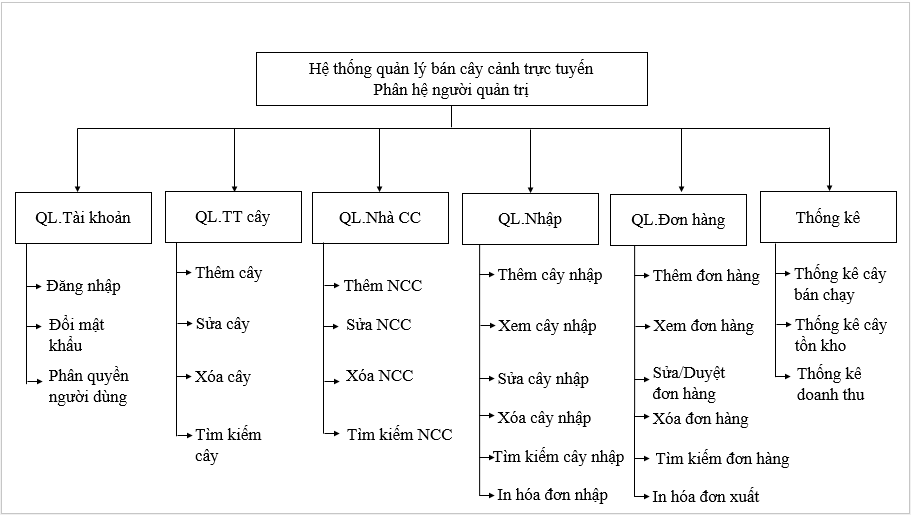 Hệ thống quản lý bán cây cảnh trực tuyến
Phân hệ người quản trị
QL.Tài khoản
Đăng nhập
Đổi mật
khẩu
Phân quyền
người dùng
QL.TT cây
Thêm cây
Sửa cây
Xóa cây
Tìm kiếm
cây
QL.Nhà CC
Thêm NCC
Sửa NCC
Xóa NCC
Tìm kiếm NCC
QL.Nhập
Thêm cây nhập
Xem cây nhập
Sửa cây nhập
Xóa cây nhập
Tìm kiếm cây nhập
In hóa đơn nhập
QL.Đơn hàng
Thêm đơn hàng
Xem đơn hàng
Sửa/Duyệt
đơn hàng
Xóa đơn hàng
Tìm kiếm đơn hàng
In hóa đơn xuất
Thống kê
Thống kê cây
bán chạy
Thống kê cây
tồn kho
Thống kê
doanh thu